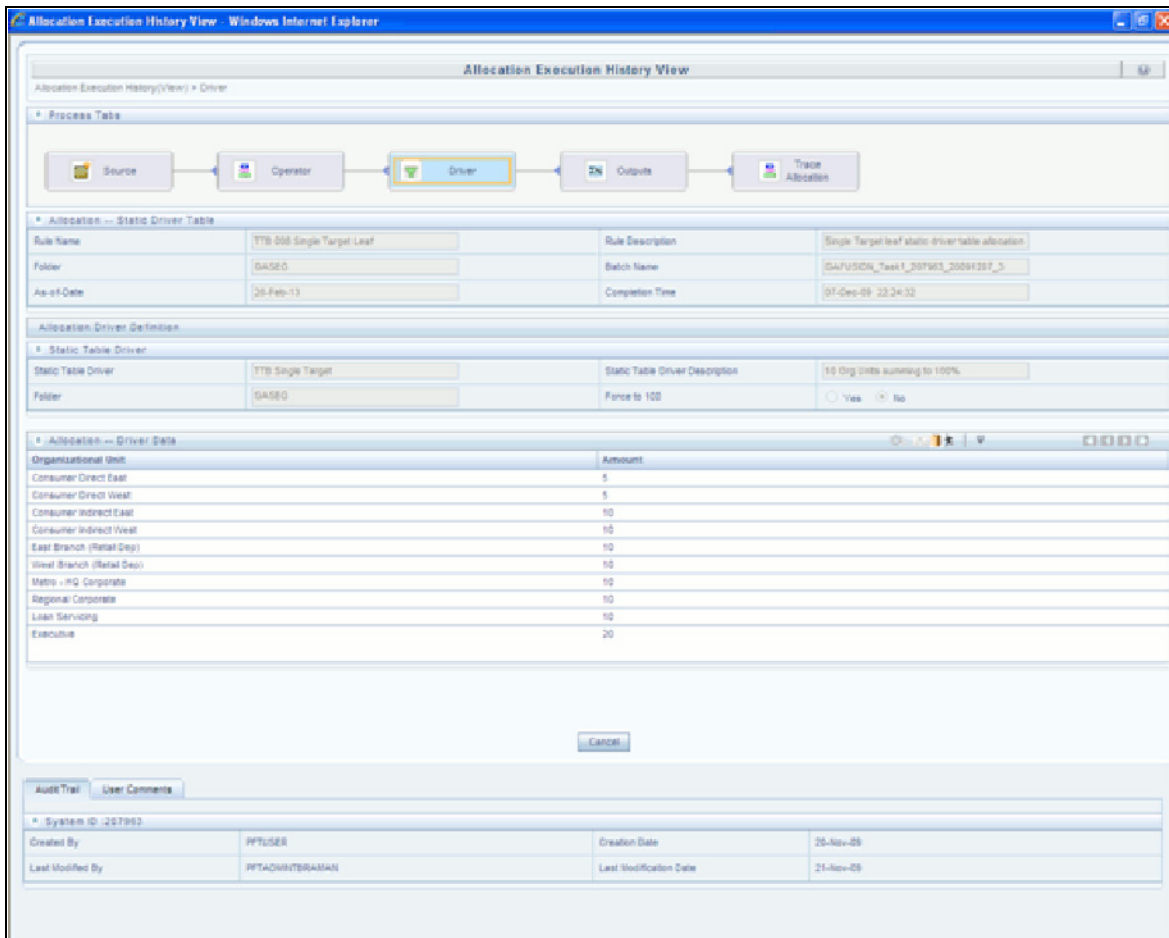 Allocation Execution History View - Windows Internet Explorer
Allocation Execution History View
Allocation Execution History(View) > Driver
Process Tabs
Source
Operator
Driver
Outputs
Trace Allocation
Allocation -- Static Driver Table
Rule Name
TTB 008 Single Target Leaf
Rule Description
Single Target leaf static driver table allocation
Folder
GASEG
Batch Name
GAFUSION_Task1_207963_20091207_3
As-of-Date
26-Feb-13
Completion Time
07-Dec-09 22:24:32
Allocation Driver Definition
Static Table Driver
Static Table Driver
TTB Single Target
Static Table Driver Description
10 Org Units summing to 100%
Folder
GASEG
Force to 100
Yes
No
Allocation -- Driver Data
Organizational Unit
Amount
Consumer Direct East
5
Consumer Direct West
5
Consumer Indirect East
10
Consumer Indirect West
10
East Branch (Retail Dep)
10
West Branch (Retail Dep)
10
Metro - HQ Corporate
10
Regional Corporate
10
Loan Servicing
10
Executive
20
Cancel
Audit Trail
User Comments
System ID :207963
Created By
PFTUSER
Creation Date
20-Nov-09
Last Modified By
Last Modification Date
21-Nov-09